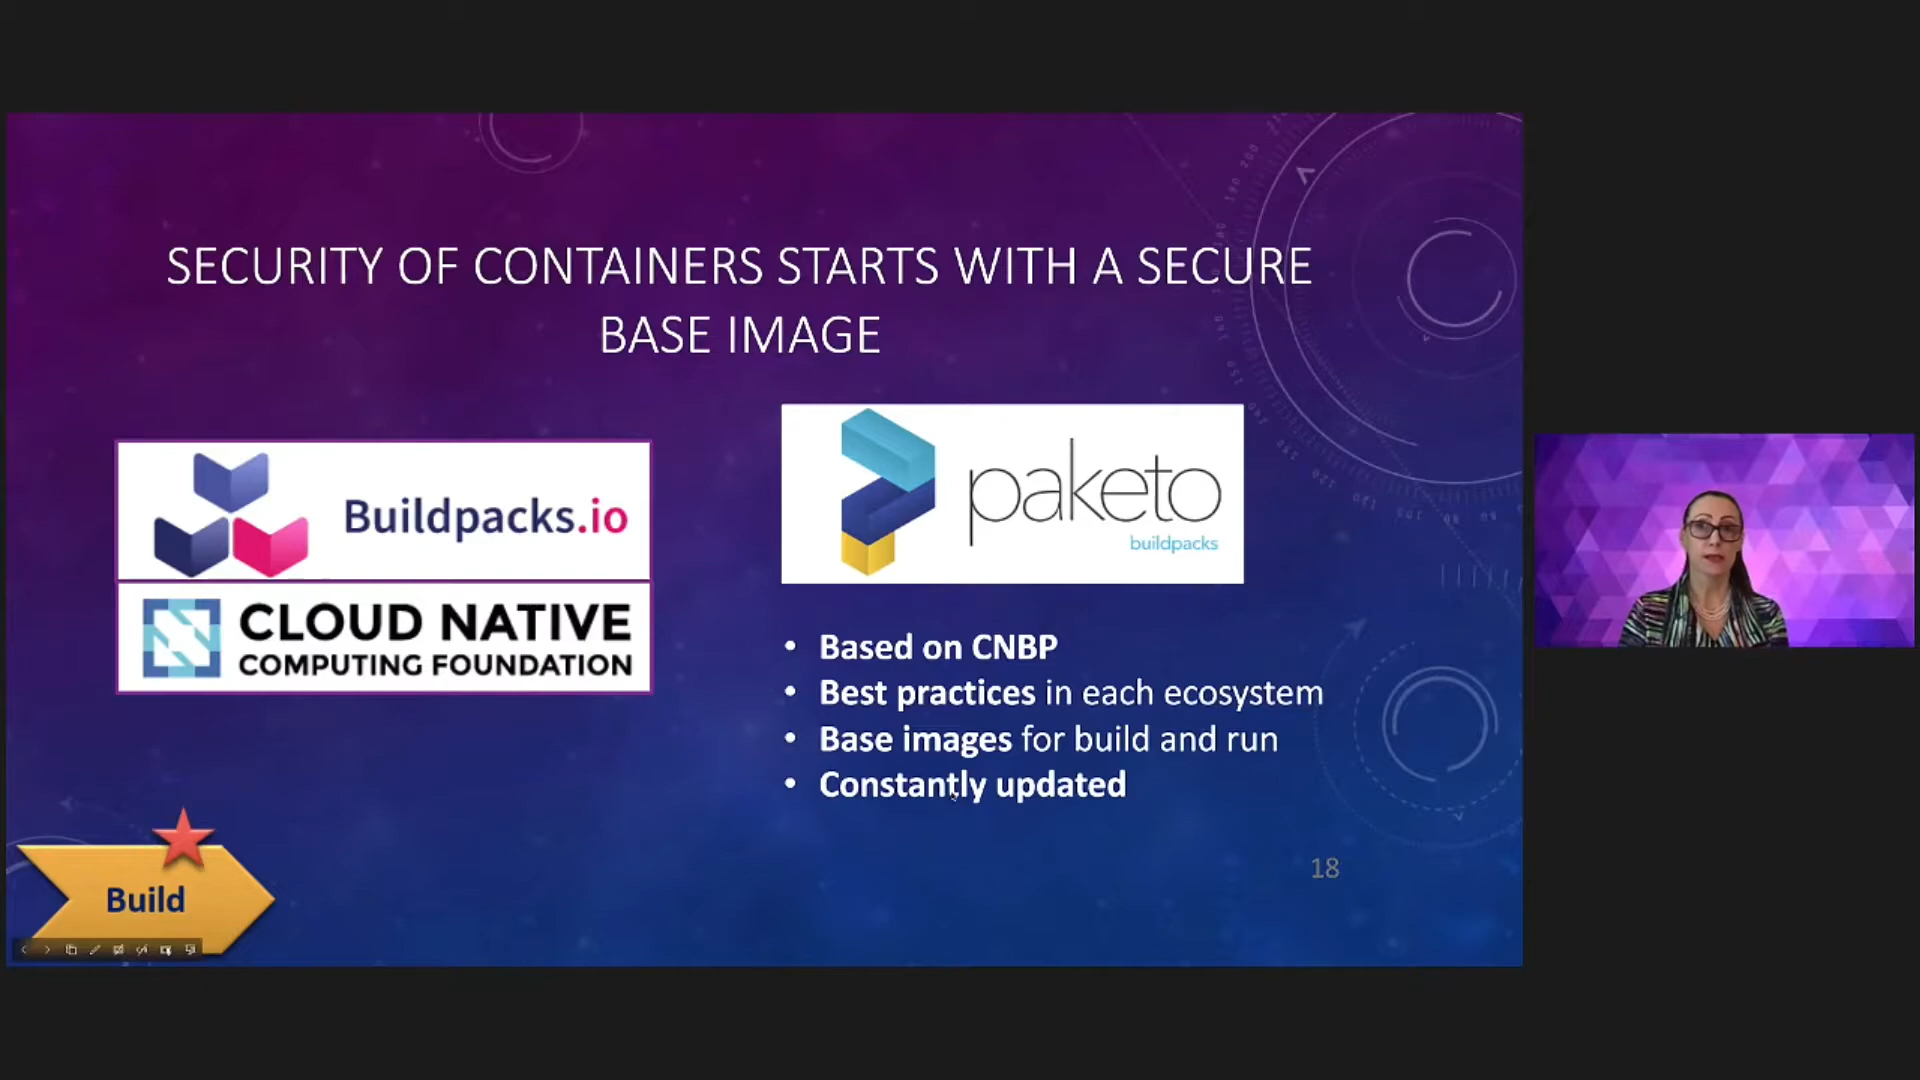 SECURITY OF CONTAINERS STARTS WITH A SECURE
BASE IMAGE
Buildpacks.io
CLOUD NATIVE
COMPUTING FOUNDATION
paketo
buildpacks
• Based on CNBP
• Best practices in each ecosystem
• Base images for build and run
• Constantly updated
18
Build